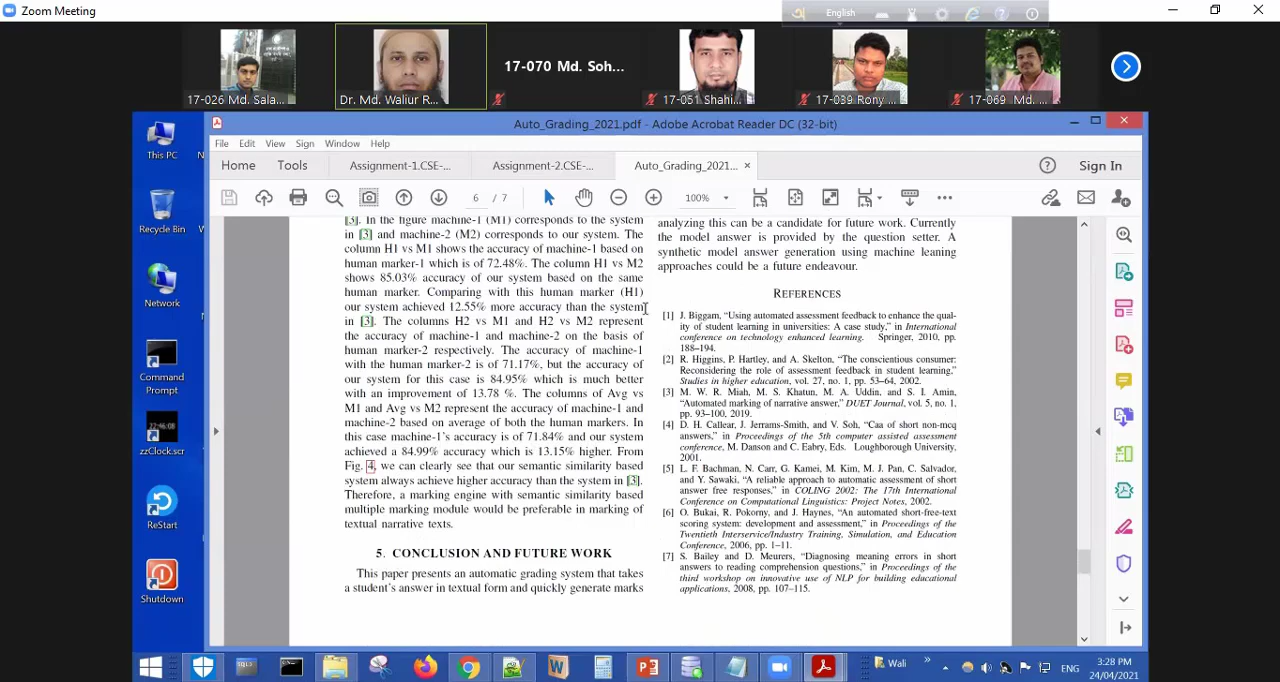 Zoom Meeting
English
17-026 Md. Sala...
Dr. Md. Waliur R...
17-070 Md. Soh...
17-051 Shahi...
17-039 Rony ...
17-069 Md. ...
Auto_Grading_2021.pdf - Adobe Acrobat Reader DC (32-bit)
File Edit View Sign Window Help
Home Tools Assignment-1.CSE-... Assignment-2.CSE-... Auto_Grading_2021... × Sign In
6 / 7 100%
This PC
Recycle Bin
Network
Command
Prompt
22:46:08
zzClock.scr
ReStart
Shutdown
[3]. In the figure machine-1 (M1) corresponds to the system
in [3] and machine-2 (M2) corresponds to our system. The
column H1 vs M1 shows the accuracy of machine-1 based on
human marker-1 which is of 72.48%. The column H1 vs M2
shows 85.03% accuracy of our system based on the same
human marker. Comparing with this human marker (H1)
our system achieved 12.55% more accuracy than the system
in [3]. The columns H2 vs M1 and H2 vs M2 represent
the accuracy of machine-1 and machine-2 on the basis of
human marker-2 respectively. The accuracy of machine-1
with the human marker-2 is of 71.17%, but the accuracy of
our system for this case is 84.95% which is much better
with an improvement of 13.78 %. The columns of Avg vs
M1 and Avg vs M2 represent the accuracy of machine-1 and
machine-2 based on average of both the human markers. In
this case machine-1's accuracy is of 71.84% and our system
achieved a 84.99% accuracy which is 13.15% higher. From
Fig. 4, we can clearly see that our semantic similarity based
system always achieve higher accuracy than the system in [3].
Therefore, a marking engine with semantic similarity based
multiple marking module would be preferable in marking of
textual narrative texts.
5. CONCLUSION AND FUTURE WORK
This paper presents an automatic grading system that takes
a student's answer in textual form and quickly generate marks
analyzing this can be a candidate for future work. Currently
the model answer is provided by the question setter. A
synthetic model answer generation using machine leaning
approaches could be a future endeavour.
REFERENCES
[1] J. Biggam, "Using automated assessment feedback to enhance the qual-
ity of student learning in universities: A case study," in International
conference on technology enhanced learning. Springer, 2010, pp.
188–194.
[2] R. Higgins, P. Hartley, and A. Skelton, "The conscientious consumer:
Reconsidering the role of assessment feedback in student learning,"
Studies in higher education, vol. 27, no. 1, pp. 53–64, 2002.
[3] M. W. R. Miah, M. S. Khatun, M. A. Uddin, and S. I. Amin,
"Automated marking of narrative answer," DUET Journal, vol. 5, no. 1,
pp. 93–100, 2019.
[4] D. H. Callear, J. Jerrams-Smith, and V. Soh, "Caa of short non-mcq
answers," in Proceedings of the 5th computer assisted assessment
conference, M. Danson and C. Eabry, Eds. Loughborough University,
2001.
[5] L. F. Bachman, N. Carr, G. Kamei, M. Kim, M. J. Pan, C. Salvador,
and Y. Sawaki, "A reliable approach to automatic assessment of short
answer free responses," in COLING 2002: The 17th International
Conference on Computational Linguistics: Project Notes, 2002.
[6] O. Bukai, R. Pokorny, and J. Haynes, "An automated short-free-text
scoring system: development and assessment," in Proceedings of the
Twentieth Interservice/Industry Training, Simulation, and Education
Conference, 2006, pp. 1–11.
[7] S. Bailey and D. Meurers, "Diagnosing meaning errors in short
answers to reading comprehension questions," in Proceedings of the
third workshop on innovative use of NLP for building educational
applications, 2008, pp. 107–115.
Wali » ENG 3:28 PM
24/04/2021